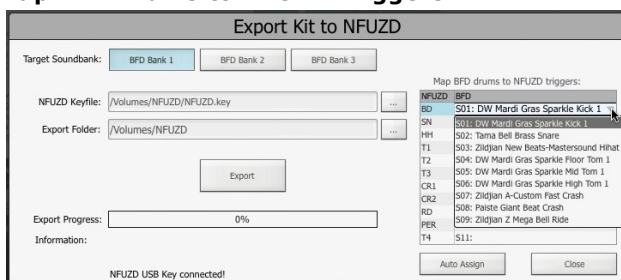 Export Kit to NFUZD
Target Soundbank: BFD Bank 1 BFD Bank 2 BFD Bank 3
Map BFD drums to NFUZD triggers:
NFUZD Keyfile: /Volumes/NFUZD/NFUZD.key ...
Export Folder: /Volumes/NFUZD ...
Export
Export Progress: 0%
Information:
NFUZD USB Key connected!
NFUZD BFD
BD S01: DW Mardi Gras Sparkle Kick 1
SN S01: DW Mardi Gras Sparkle Kick 1
HH S02: Tama Bell Brass Snare
T1 S03: Zildjian New Beats-Mastersound Hihat
T2 S04: DW Mardi Gras Sparkle Floor Tom 1
T3 S05: DW Mardi Gras Sparkle Mid Tom 1
CR1 S06: DW Mardi Gras Sparkle High Tom 1
CR2 S07: Zildjian A-Custom Fast Crash
RD S08: Paiste Giant Beat Crash
PER S09: Zildjian Z Mega Bell Ride
T4 S11:
Auto Assign Close